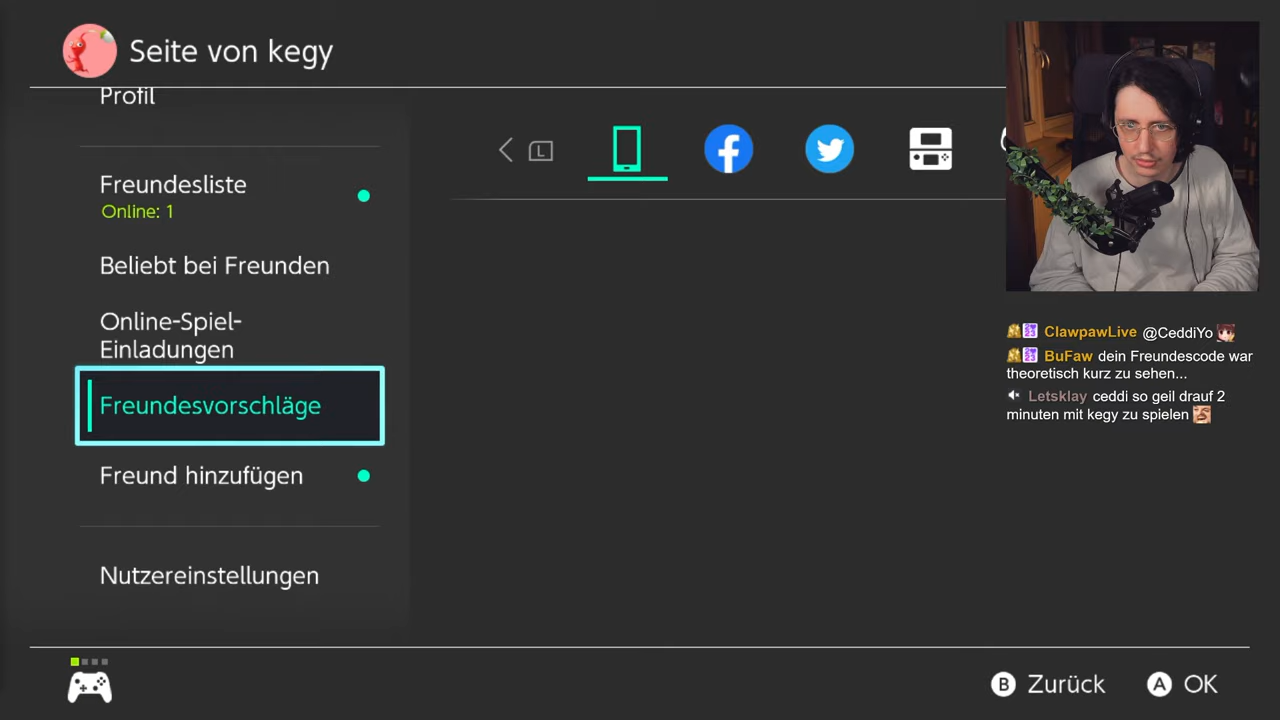 Seite von kegy
Profil
Freundesliste
Online: 1
Beliebt bei Freunden
Online-Spiel-
Einladungen
Freundesvorschläge
Freund hinzufügen
Nutzereinstellungen
L
ClawpawLive @CeddiYo
BuFaw dein Freundescode war
theoretisch kurz zu sehen...
Letsklay ceddi so geil drauf 2
minuten mit kegy zu spielen
B Zurück
A OK